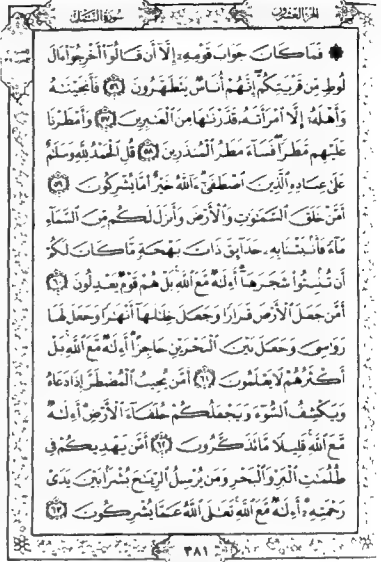 الجزء العشرون
سورة النمل
۞ فَمَا كَانَ جَوَابَ قَوْمِهِۦٓ إِلَّآ أَن قَالُوٓا۟ أَخْرِجُوٓا۟ ءَالَ
لُوطٍ مِّن قَرْيَتِكُمْ إِنَّهُمْ أُنَاسٌ يَتَطَهَّرُونَ ٥٦ فَأَنجَيْنَٰهُ
وَأَهْلَهُۥٓ إِلَّا ٱمْرَأَتَهُۥ قَدَّرْنَٰهَا مِنَ ٱلْغَٰبِرِينَ ٥٧ وَأَمْطَرْنَا
عَلَيْهِم مَّطَرًا فَسَآءَ مَطَرُ ٱلْمُنذَرِينَ ٥٨ قُلِ ٱلْحَمْدُ لِلَّهِ وَسَلَٰمٌ
عَلَىٰ عِبَادِهِ ٱلَّذِينَ ٱصْطَفَىٰٓ ءَآللَّهُ خَيْرٌ أَمَّا يُشْرِكُونَ ٥٩
أَمَّنْ خَلَقَ ٱلسَّمَٰوَٰتِ وَٱلْأَرْضَ وَأَنزَلَ لَكُم مِّنَ ٱلسَّمَآءِ
مَآءً فَأَنۢبَتْنَا بِهِۦ حَدَآئِقَ ذَاتَ بَهْجَةٍ مَّا كَانَ لَكُمْ
أَن تُنۢبِتُوا۟ شَجَرَهَآ أَءِلَٰهٌ مَّعَ ٱللَّهِ بَلْ هُمْ قَوْمٌ يَعْدِلُونَ ٦٠
أَمَّن جَعَلَ ٱلْأَرْضَ قَرَارًا وَجَعَلَ خِلَٰلَهَآ أَنْهَٰرًا وَجَعَلَ لَهَا
رَوَٰسِىَ وَجَعَلَ بَيْنَ ٱلْبَحْرَيْنِ حَاجِزًا أَءِلَٰهٌ مَّعَ ٱللَّهِ بَلْ
أَكْثَرُهُمْ لَا يَعْلَمُونَ ٦١ أَمَّن يُجِيبُ ٱلْمُضْطَرَّ إِذَا دَعَاهُ
وَيَكْشِفُ ٱلسُّوٓءَ وَيَجْعَلُكُمْ خُلَفَآءَ ٱلْأَرْضِ أَءِلَٰهٌ
مَّعَ ٱللَّهِ قَلِيلًا مَّا تَذَكَّرُونَ ٦٢ أَمَّن يَهْدِيكُمْ فِى
ظُلُمَٰتِ ٱلْبَرِّ وَٱلْبَحْرِ وَمَن يُرْسِلُ ٱلرِّيَٰحَ بُشْرًۢا بَيْنَ يَدَىْ
رَحْمَتِهِۦٓ أَءِلَٰهٌ مَّعَ ٱللَّهِ تَعَٰلَى ٱللَّهُ عَمَّا يُشْرِكُونَ ٦٣
٣٨١